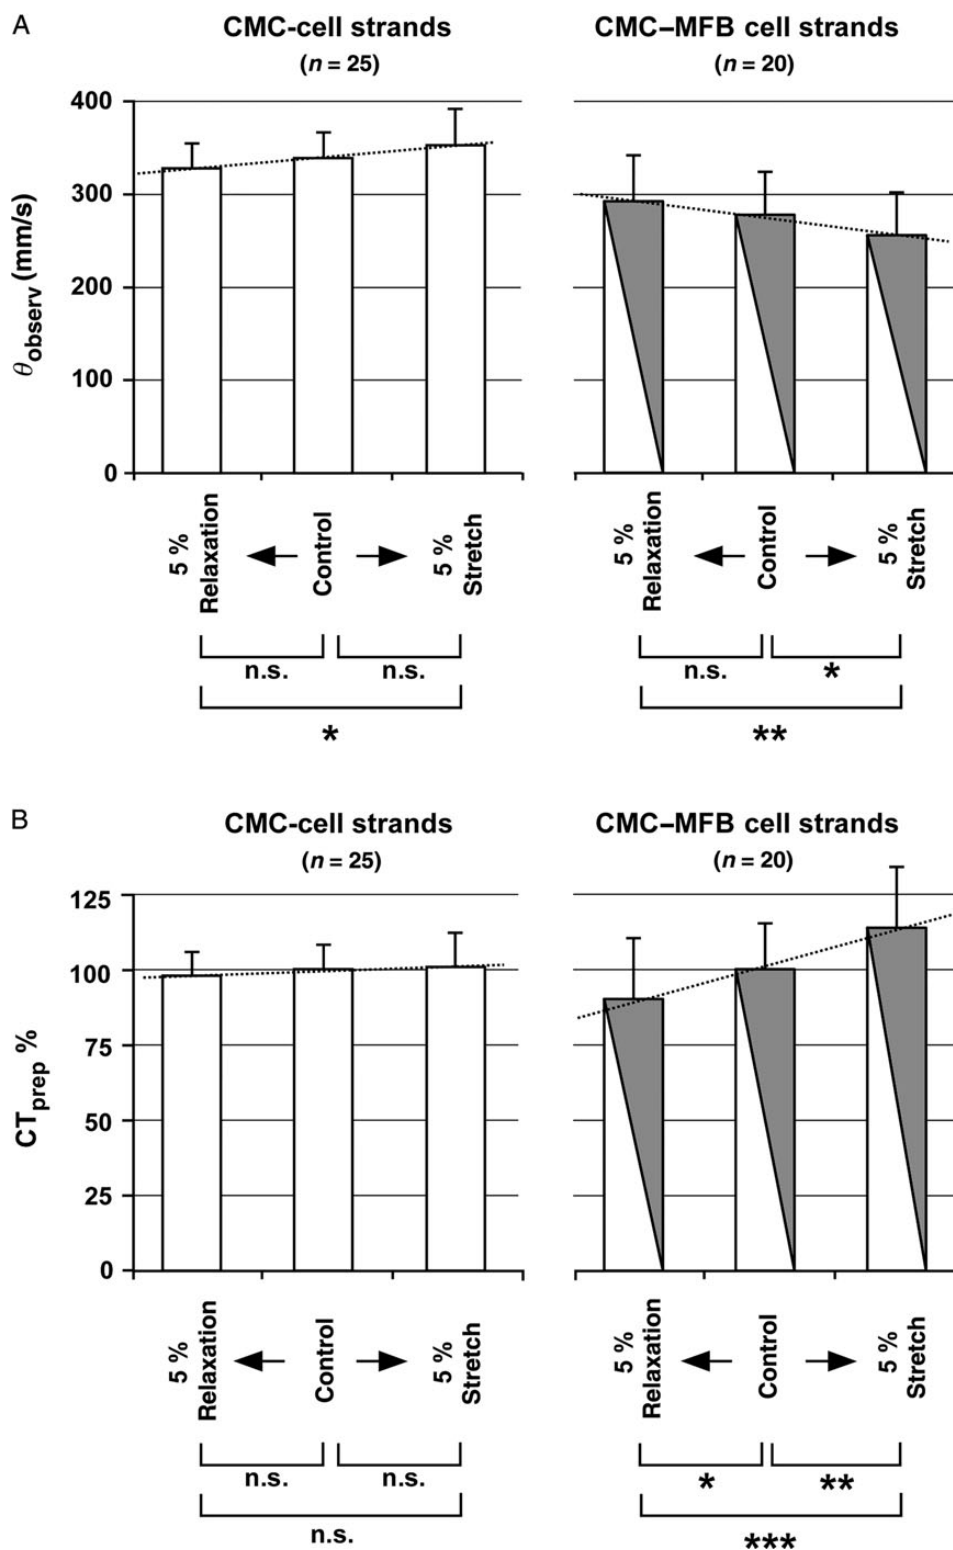 A
CMC-cell strands
(n = 25)
CMC–MFB cell strands
(n = 20)
400
300
200
100
0
θobserv (mm/s)
5 %
Relaxation
Control
5 %
Stretch
5 %
Relaxation
Control
5 %
Stretch
n.s.
n.s.
*
n.s.
*
**
B
CMC-cell strands
(n = 25)
CMC–MFB cell strands
(n = 20)
125
100
75
50
25
0
CTprep %
5 %
Relaxation
Control
5 %
Stretch
5 %
Relaxation
Control
5 %
Stretch
n.s.
n.s.
n.s.
*
**
***